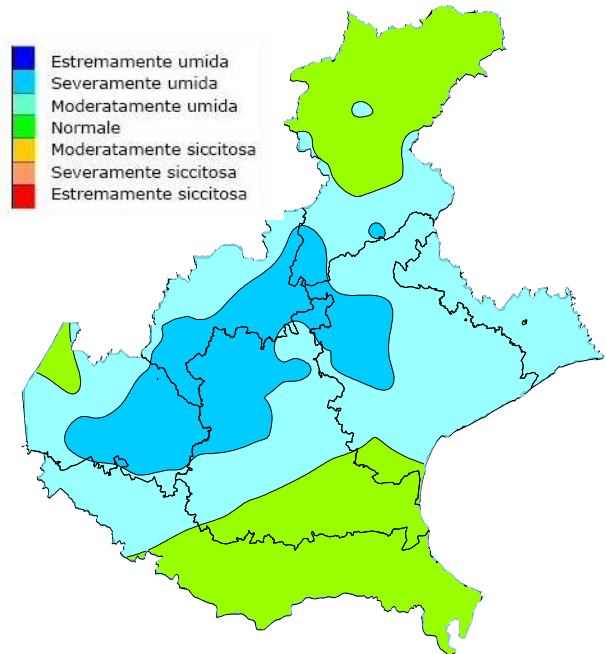 Estremamente umida
Severamente umida
Moderatamente umida
Normale
Moderatamente siccitosa
Severamente siccitosa
Estremamente siccitosa